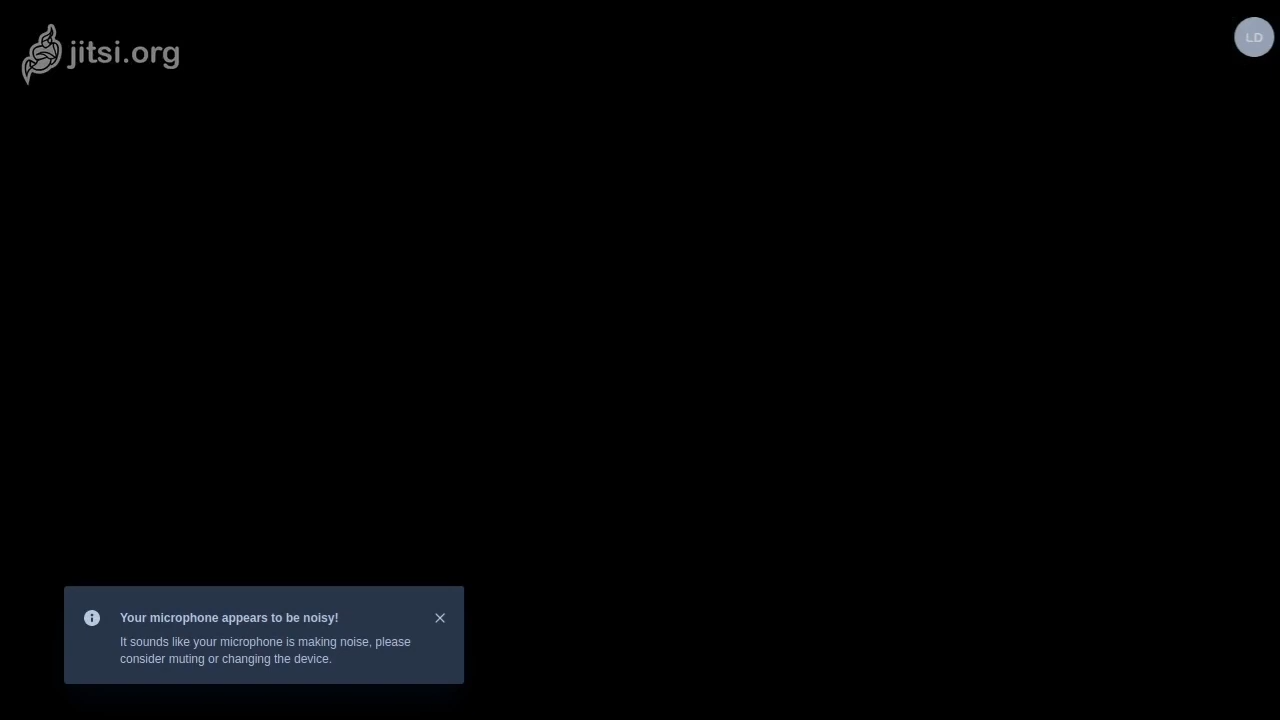 jitsi.org
LD
Your microphone appears to be noisy!
It sounds like your microphone is making noise, please
consider muting or changing the device.